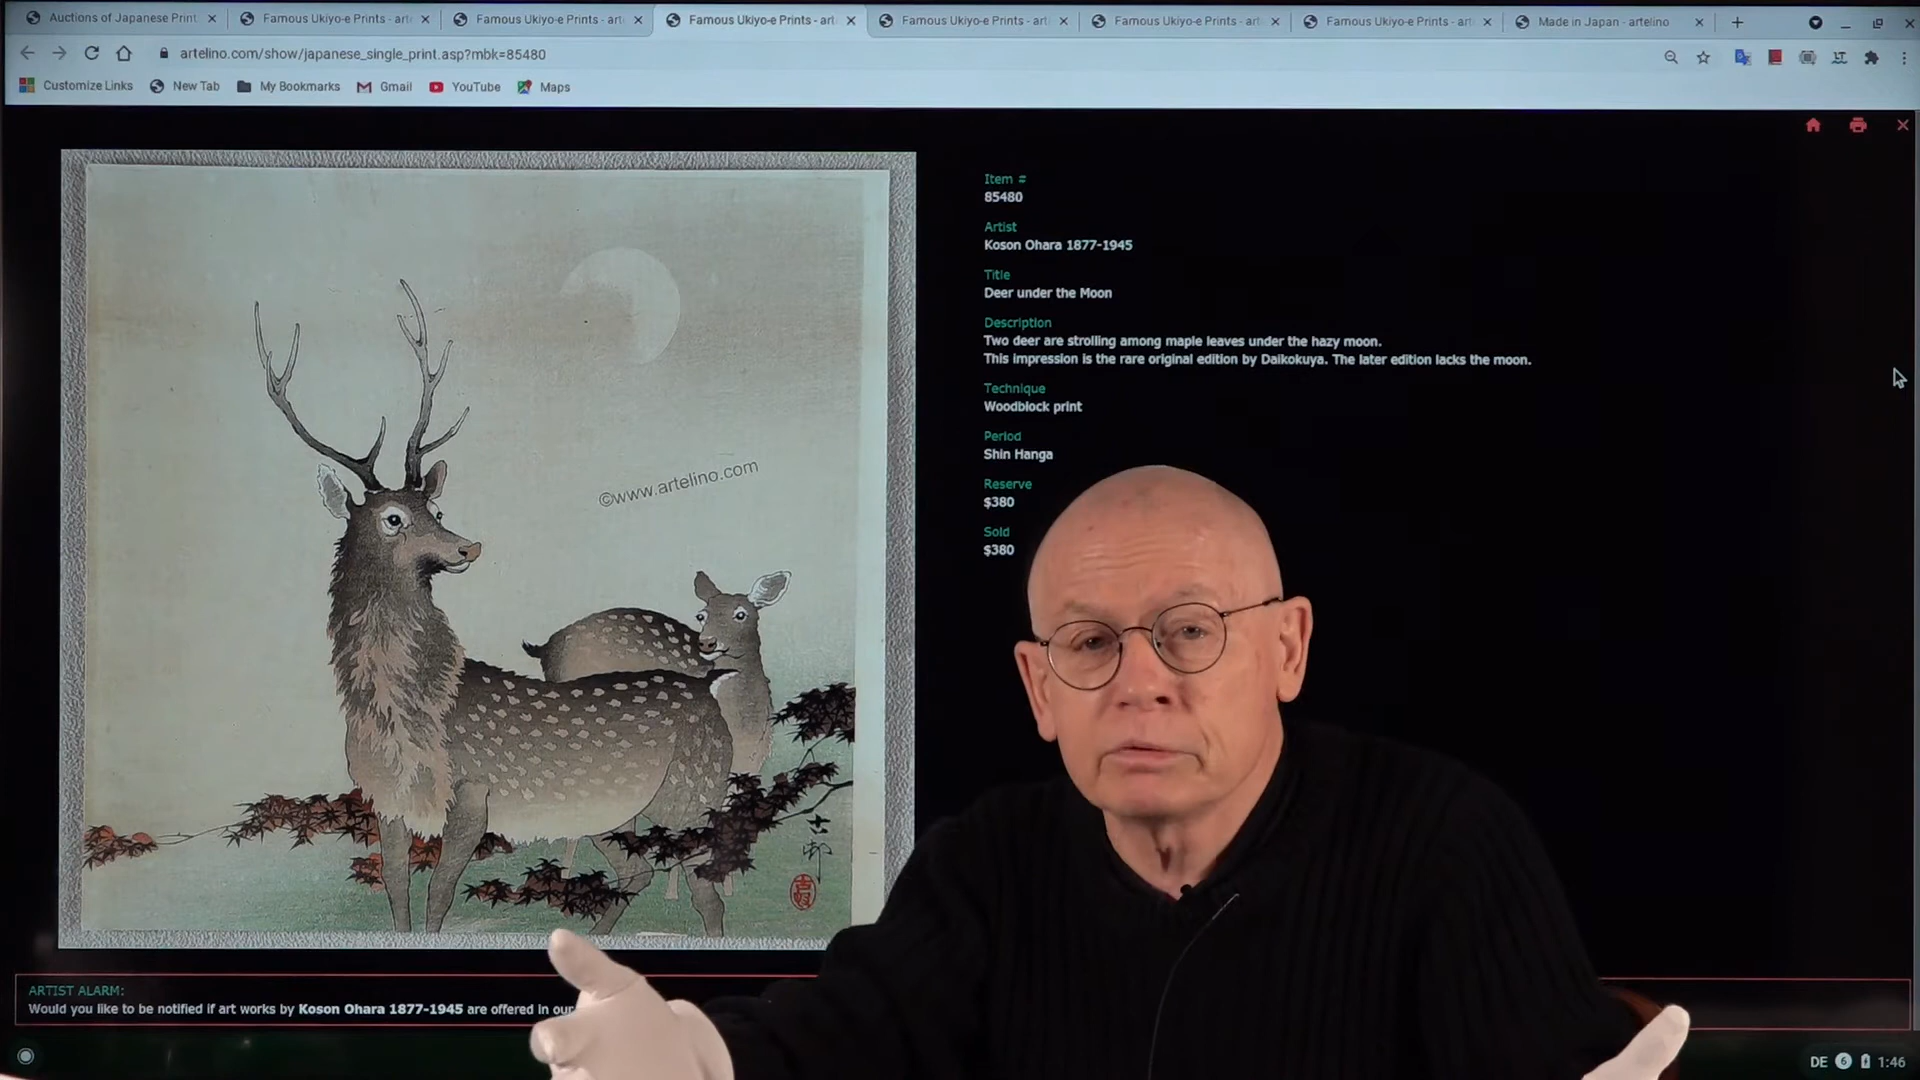 Auctions of Japanese Print
Famous Ukiyo-e Prints - arte
Famous Ukiyo-e Prints - art
Famous Ukiyo-e Prints - art
Famous Ukiyo-e Prints - art
Famous Ukiyo-e Prints - art
Famous Ukiyo-e Prints - art
Made in Japan - artelino
artelino.com/show/japanese_single_print.asp?mbk=85480
Customize Links
New Tab
My Bookmarks
Gmail
YouTube
Maps
Item #
85480
Artist
Koson Ohara 1877-1945
Title
Deer under the Moon
Description
Two deer are strolling among maple leaves under the hazy moon.
This impression is the rare original edition by Daikokuya. The later edition lacks the moon.
Technique
Woodblock print
Period
Shin Hanga
Reserve
$380
Sold
$380
©www.artelino.com
古邨
ARTIST ALARM:
Would you like to be notified if art works by Koson Ohara 1877-1945 are offered in our
DE 6 1:46